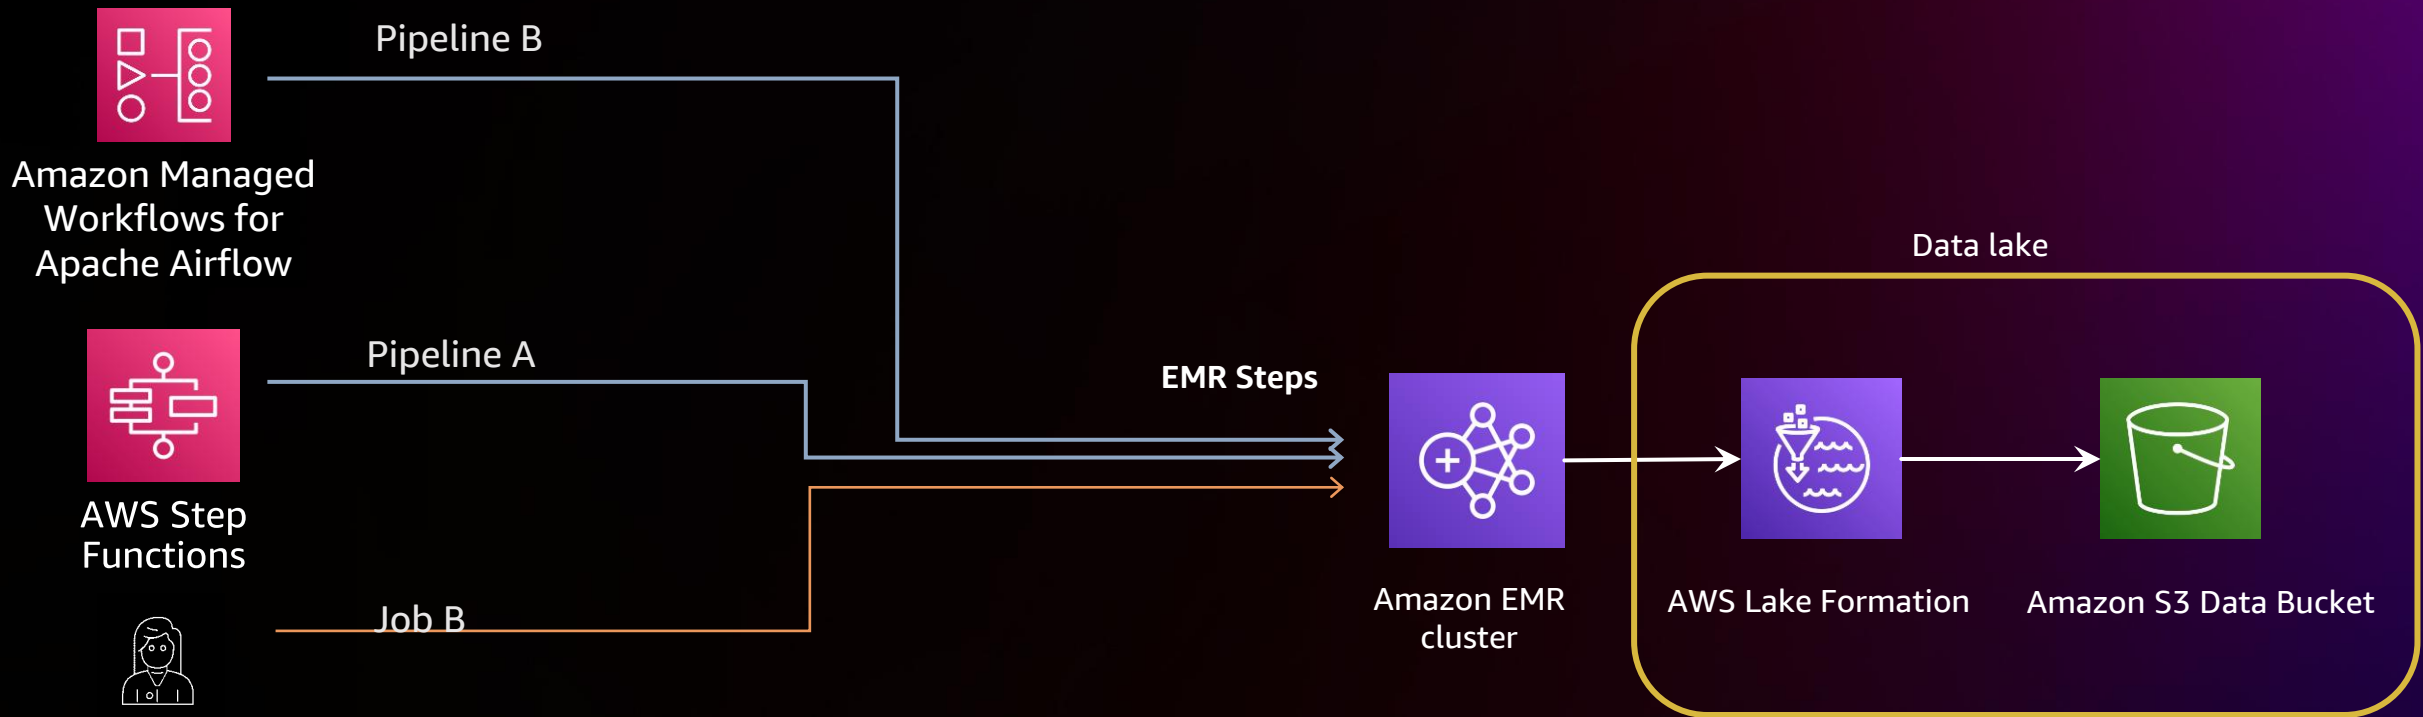 Pipeline B
Amazon Managed
Workflows for
Apache Airflow
Pipeline A
AWS Step
Functions
Job B
EMR Steps
Amazon EMR
cluster
Data lake
AWS Lake Formation
Amazon S3 Data Bucket